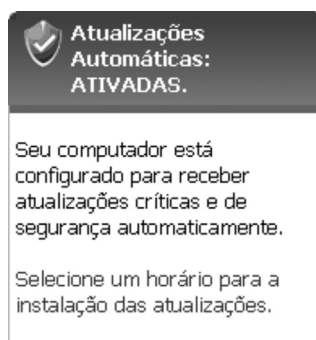 Atualizações
Automáticas:
ATIVADAS.
Seu computador está
configurado para receber
atualizações críticas e de
segurança automaticamente.
Selecione um horário para a
instalação das atualizações.